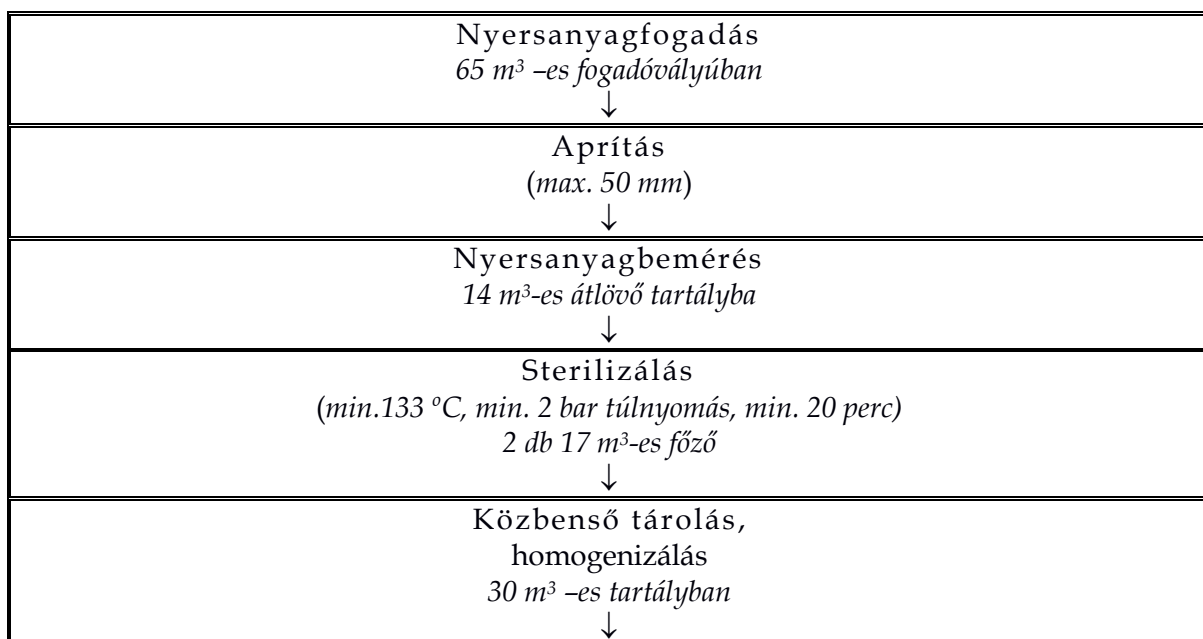 Nyersanyagfogadás
65 m³ –es fogadóvályúban
↓
Aprítás
(max. 50 mm)
↓
Nyersanyagbemérés
14 m³-es átlövő tartályba
↓
Sterilizálás
(min.133 ºC, min. 2 bar túlnyomás, min. 20 perc)
2 db 17 m³-es főző
↓
Közbenső tárolás,
homogenizálás
30 m³ –es tartályban
↓